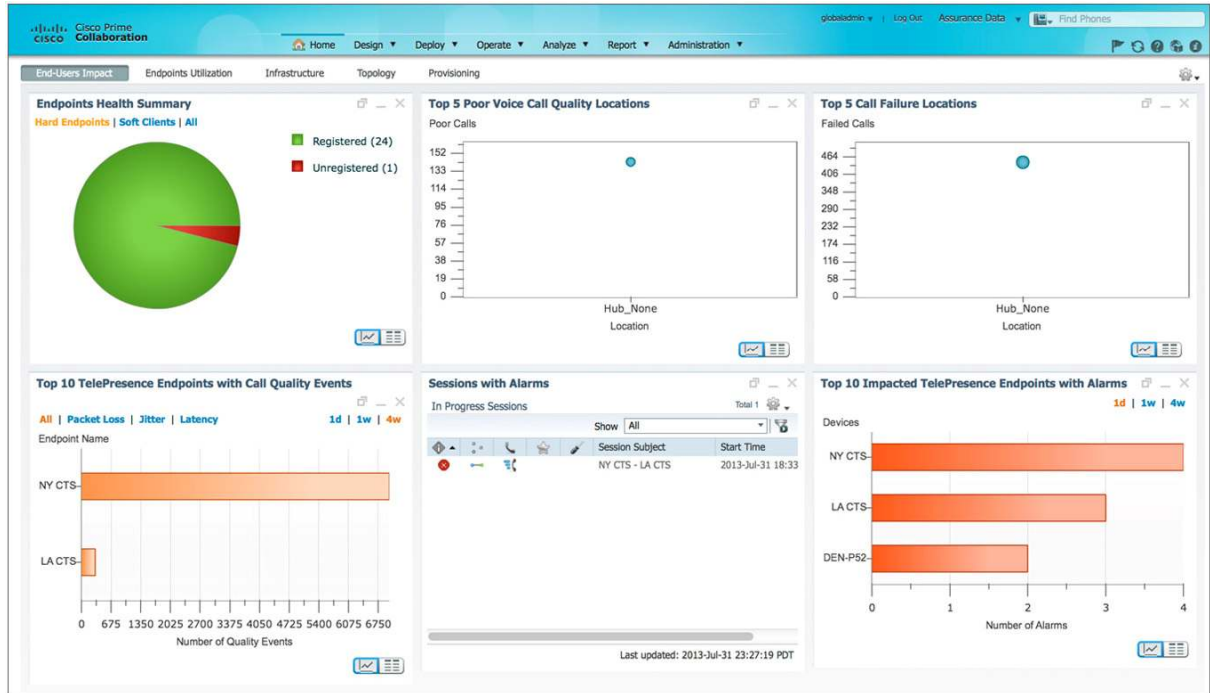 globaladmin | Log Out Assurance Data Find Phones
CISCO Cisco Prime Collaboration
Home Design Deploy Operate Analyze Report Administration
End-Users Impact Endpoints Utilization Infrastructure Topology Provisioning
Endpoints Health Summary
Hard Endpoints | Soft Clients | All
Registered (24)
Unregistered (1)
Top 5 Poor Voice Call Quality Locations
Poor Calls
152
133
114
95
76
57
38
19
0
Hub_None
Location
Top 5 Call Failure Locations
Failed Calls
464
406
348
290
232
174
116
58
0
Hub_None
Location
Top 10 TelePresence Endpoints with Call Quality Events
All | Packet Loss | Jitter | Latency 1d | 1w | 4w
Endpoint Name
NY CTS
LA CTS
0 675 1350 2025 2700 3375 4050 4725 5400 6075 6750
Number of Quality Events
Sessions with Alarms
In Progress Sessions Total 1
Show All
Session Subject Start Time
NY CTS - LA CTS 2013-Jul-31 18:33
Last updated: 2013-Jul-31 23:27:19 PDT
Top 10 Impacted TelePresence Endpoints with Alarms
1d | 1w | 4w
Devices
NY CTS
LA CTS
DEN-P52
0 1 2 3 4
Number of Alarms